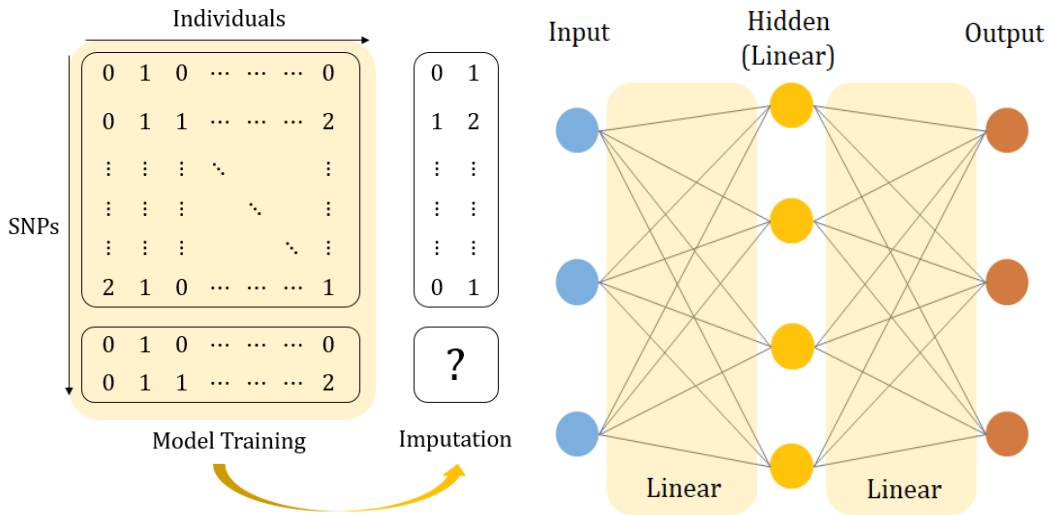 Individuals
SNPs
0 1 0 ⋯ ⋯ ⋯ 0
0 1 1 ⋯ ⋯ ⋯ 2
⋮ ⋮ ⋮ ⋱ ⋮
⋮ ⋮ ⋮ ⋱ ⋮
⋮ ⋮ ⋮ ⋱ ⋮
2 1 0 ⋯ ⋯ ⋯ 1
0 1 0 ⋯ ⋯ ⋯ 0
0 1 1 ⋯ ⋯ ⋯ 2
Model Training
0 1
1 2
⋮ ⋮
⋮ ⋮
⋮ ⋮
0 1
?
Imputation
Input
Hidden
(Linear)
Output
Linear
Linear